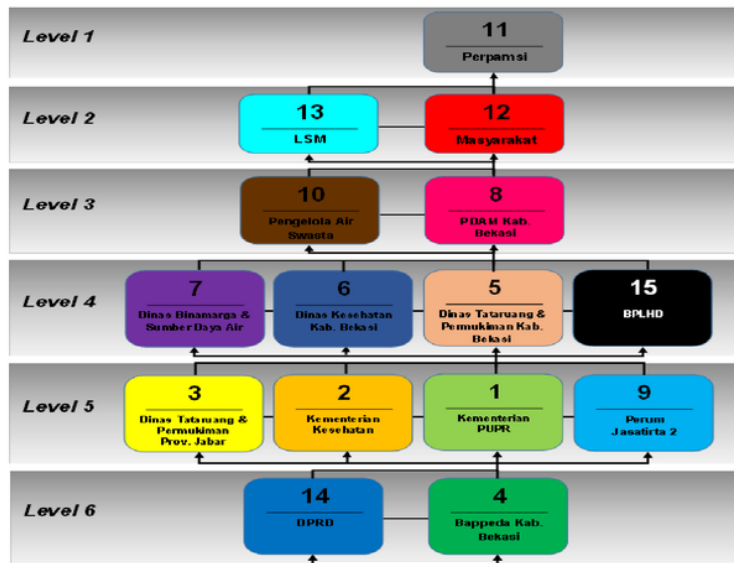 Level 1
11
Perpamsi
Level 2
13
LSM
12
Masyarakat
Level 3
10
Pengelola Air
Swasta
8
PDAM Kab.
Bekasi
Level 4
7
Dinas Binamarga &
Sumber Daya Air
6
Dinas Kesehatan
Kab. Bekasi
5
Dinas Tataruang &
Permukiman Kab.
Bekasi
15
BPLHD
Level 5
3
Dinas Tataruang &
Permukiman
Prov. Jabar
2
Kementerian
Kesehatan
1
Kementerian
PUPR
9
Perum
Jasatirta 2
Level 6
14
DPRD
4
Bappeda Kab.
Bekasi